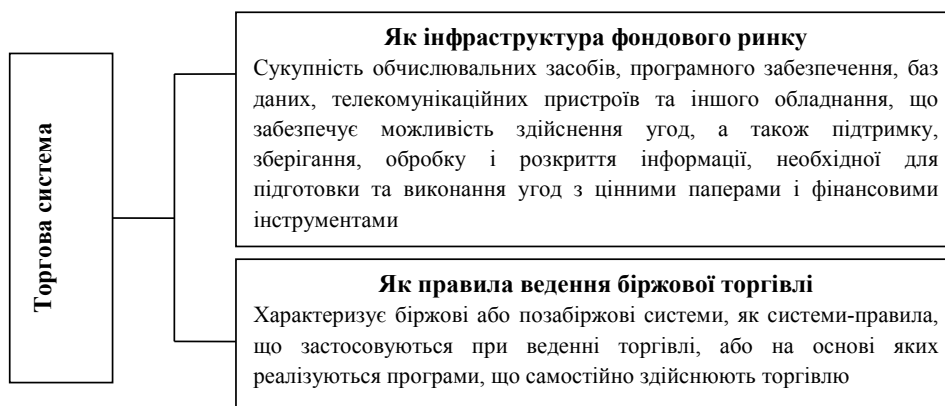 Торгова система
Як інфраструктура фондового ринку
Сукупність обчислювальних засобів, програмного забезпечення, баз
даних, телекомунікаційних пристроїв та іншого обладнання, що
забезпечує можливість здійснення угод, а також підтримку,
зберігання, обробку і розкриття інформації, необхідної для
підготовки та виконання угод з цінними паперами і фінансовими
інструментами
Як правила ведення біржової торгівлі
Характеризує біржові або позабіржові системи, як системи-правила,
що застосовуються при веденні торгівлі, або на основі яких
реалізуються програми, що самостійно здійснюють торгівлю